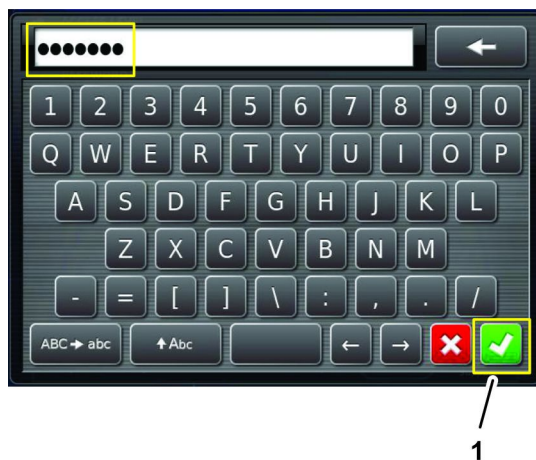 ●●●●●●●
1 2 3 4 5 6 7 8 9 0
Q W E R T Y U I O P
A S D F G H J K L
Z X C V B N M
- = [ ] \ : , . /
ABC→abc ↑Abc ← →
1